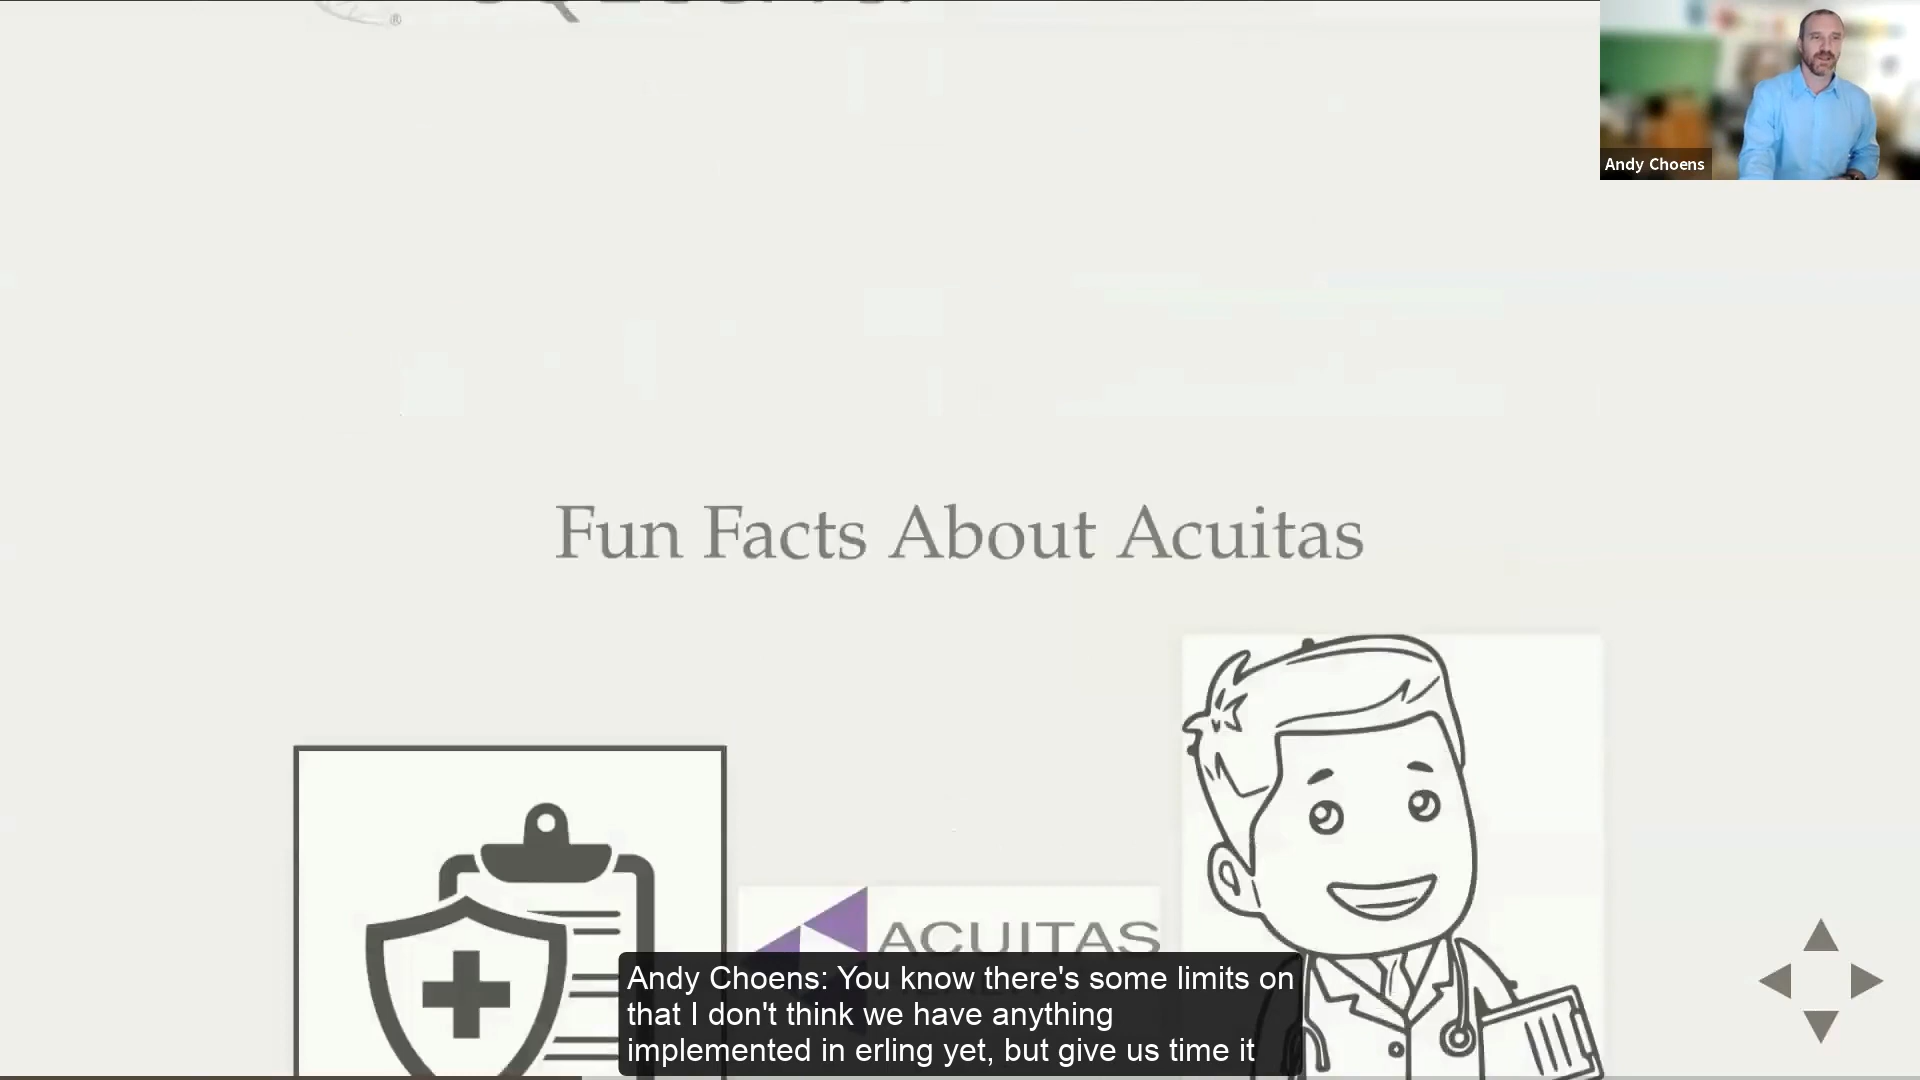 ®
Andy Choens
Fun Facts About Acuitas
ACUITAS
Andy Choens: You know there's some limits on
that I don't think we have anything
implemented in erling yet, but give us time it